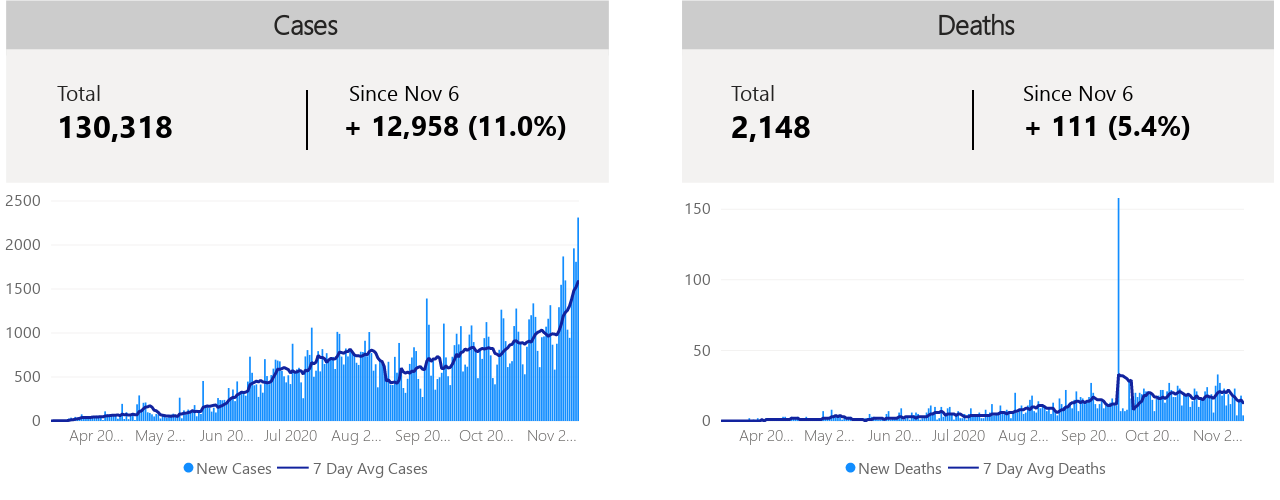 Cases
Total
130,318
Since Nov 6
+ 12,958 (11.0%)
2500
2000
1500
1000
500
0
Apr 20... May 2... Jun 20... Jul 2020 Aug 2... Sep 20... Oct 20... Nov 2...
New Cases 7 Day Avg Cases
Deaths
Total
2,148
Since Nov 6
+ 111 (5.4%)
150
100
50
0
Apr 20... May 2... Jun 20... Jul 2020 Aug 2... Sep 20... Oct 20... Nov 2...
New Deaths 7 Day Avg Deaths